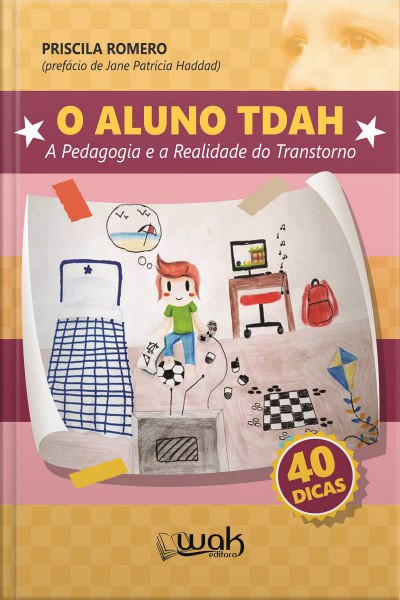 PRISCILA ROMERO
(prefácio de Jane Patrícia Haddad)
O ALUNO TDAH
A Pedagogia e a Realidade do Transtorno
40
DICAS
wak
editora